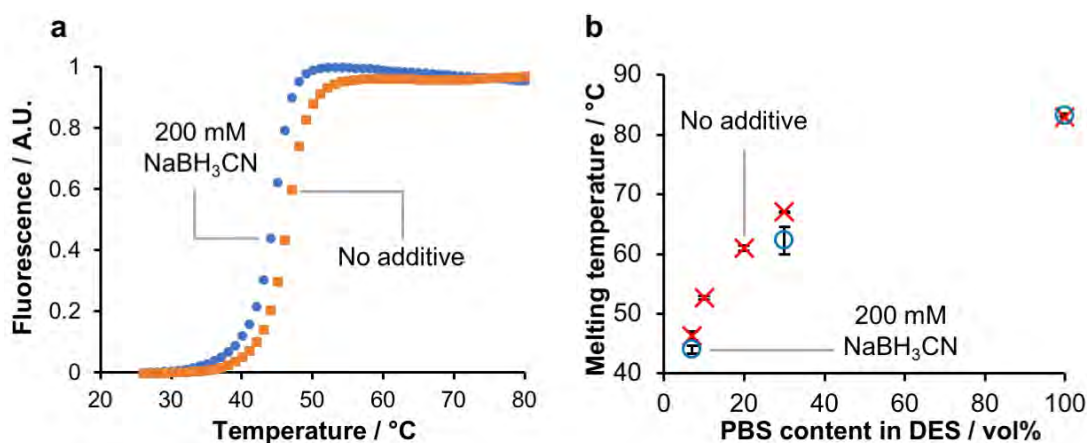 a
Fluorescence / A.U.
1
0.8
0.6
0.4
0.2
0
200 mM
NaBH₃CN
No additive
20
30
40
50
60
70
80
Temperature / °C
b
Melting temperature / °C
90
80
70
60
50
40
No additive
200 mM
NaBH₃CN
0
20
40
60
80
100
PBS content in DES / vol%